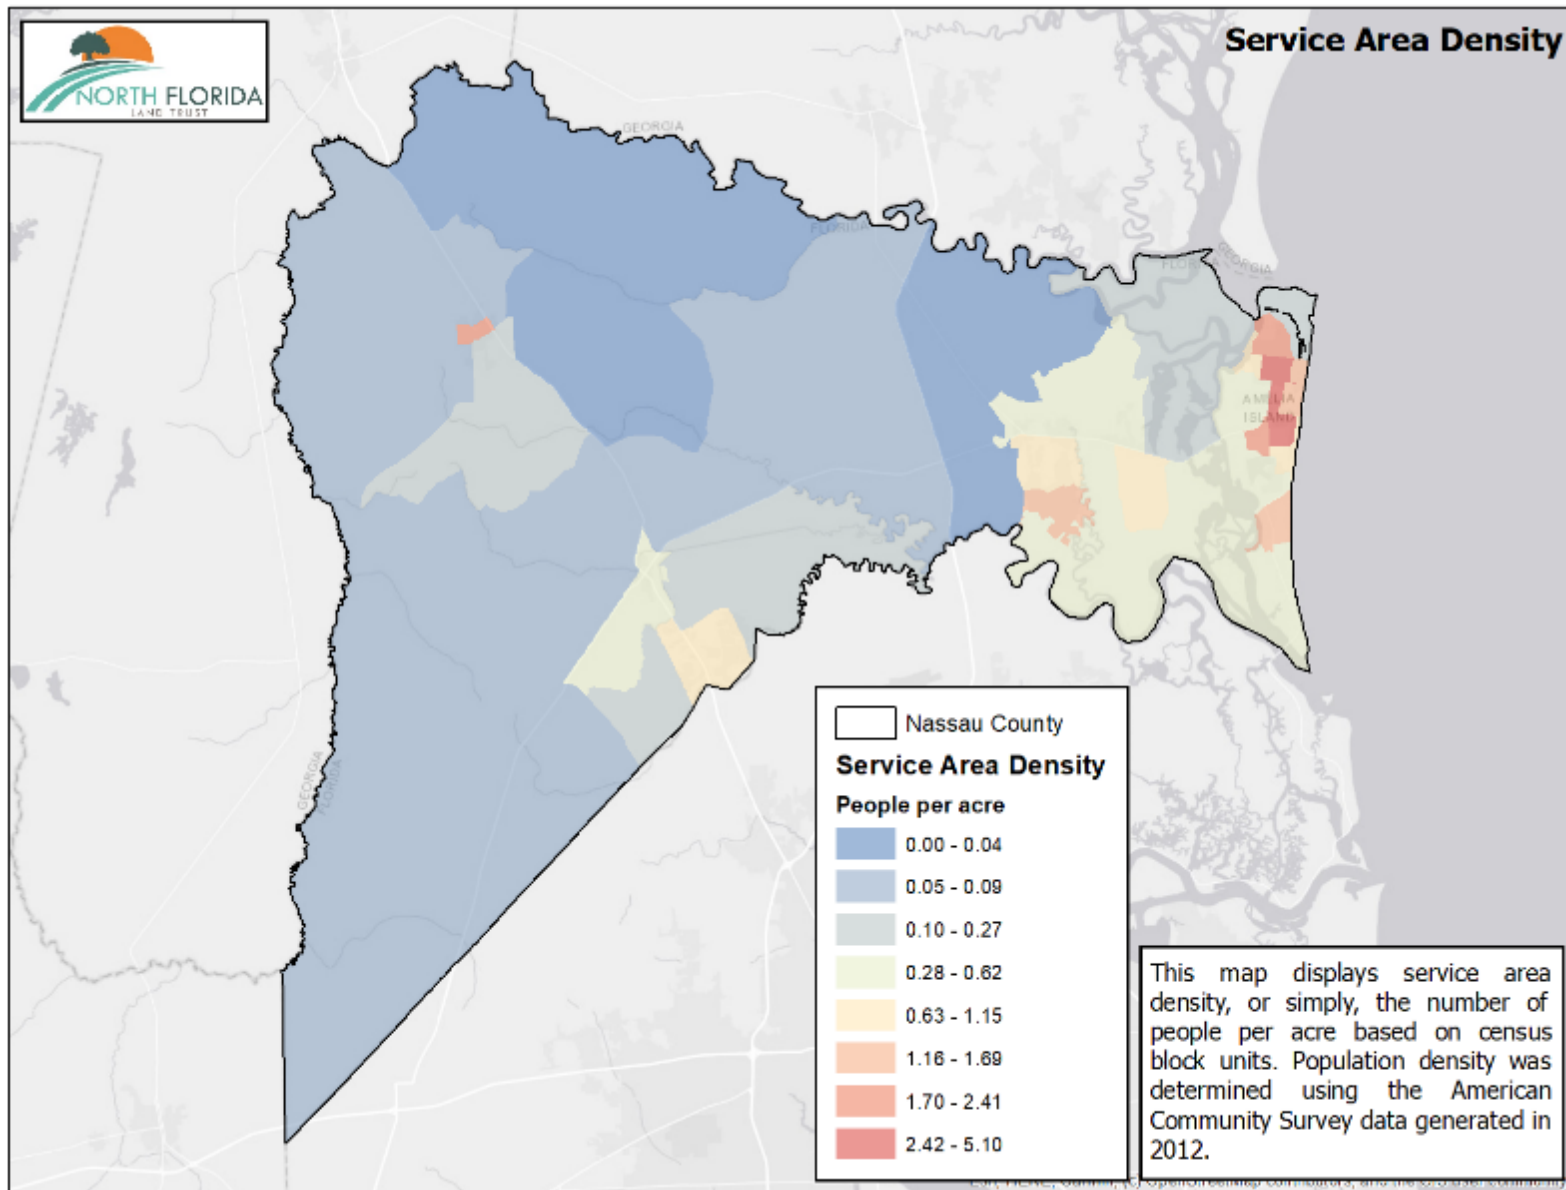 Service Area Density
NORTH FLORIDA
LAND TRUST
GEORGIA
FLORIDA
GEORGIA
AMELIA
ISLAND
GEORGIA
FLORIDA
Nassau County
Service Area Density
People per acre
0.00 - 0.04
0.05 - 0.09
0.10 - 0.27
0.28 - 0.62
0.63 - 1.15
1.16 - 1.69
1.70 - 2.41
2.42 - 5.10
This map displays service area
density, or simply, the number of
people per acre based on census
block units. Population density was
determined using the American
Community Survey data generated in
2012.